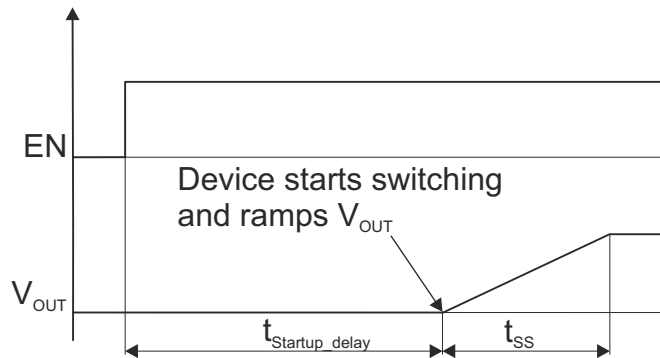 EN
Device starts switching
and ramps VOUT
VOUT
tStartup_delay
tSS